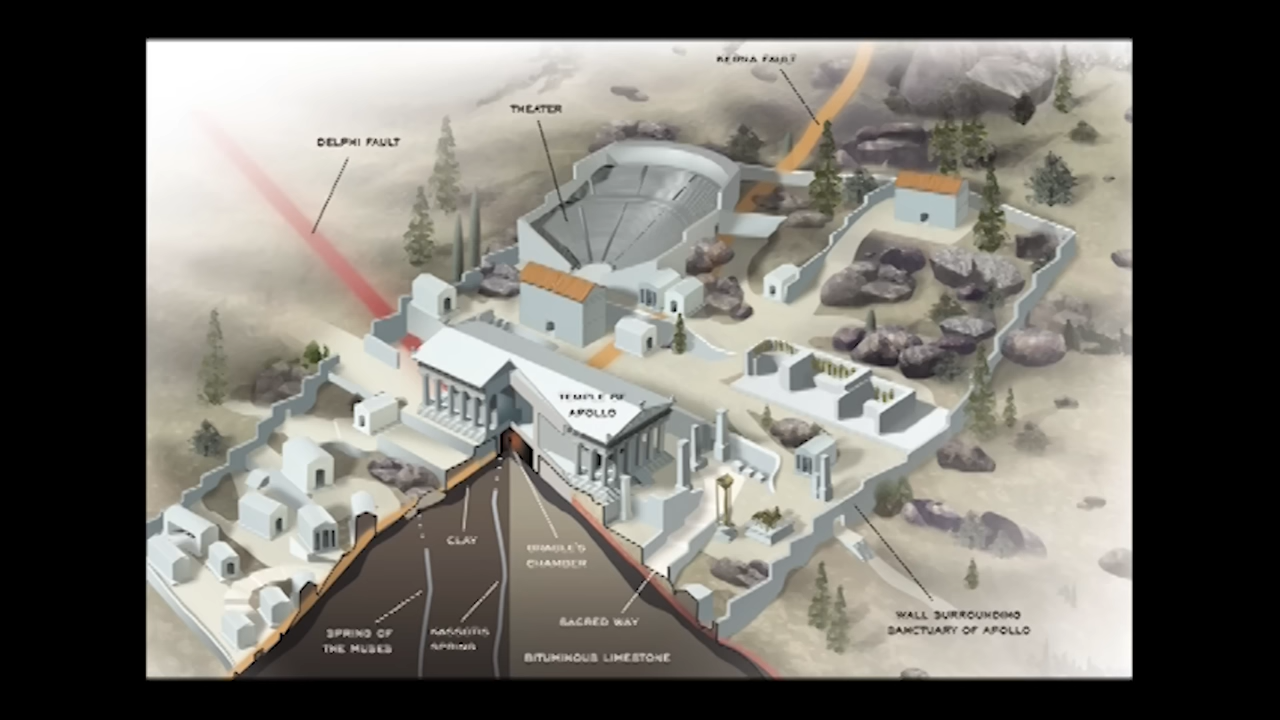 KERNA FAULT
THEATER
DELPHI FAULT
TEMPLE OF
APOLLO
CLAY
ORACLE'S
CHAMBER
SACRED WAY
SPRING OF
THE MUSES
KASSOTIS
SPRING
BITUMINOUS LIMESTONE
WALL SURROUNDING
SANCTUARY OF APOLLO